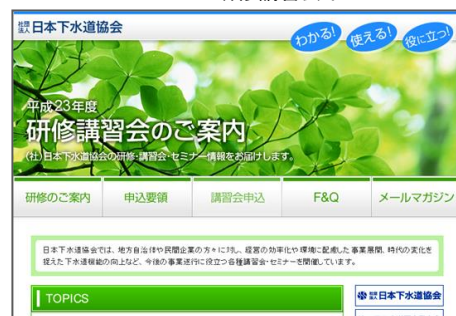 社団法人日本下水道協会
わかる! 使える! 役に立つ!
平成23年度
研修講習会のご案内
(社)日本下水道協会の研修・講習会・セミナー情報をお届けします。
研修のご案内 申込要領 講習会申込 F&Q メールマガジン
日本下水道協会では、地方自治体や民間企業の方々に対し、経営の効率化や環境に配慮した事業展開、時代の変化を
捉えた下水道機能の向上など、今後の事業遂行に役立つ各種講習会・セミナーを開催しています。
TOPICS
日本下水道協会